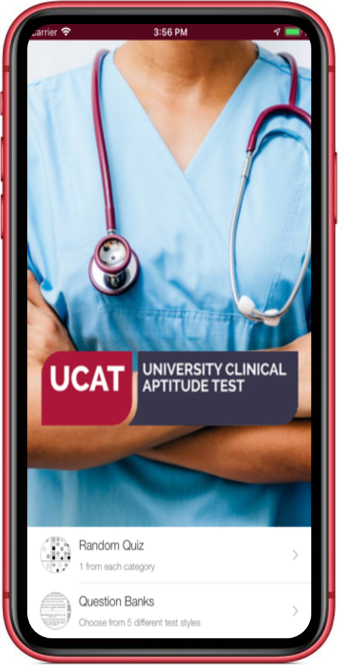 arrier 3:56 PM
UCAT
UNIVERSITY CLINICAL
APTITUDE TEST
Random Quiz
1 from each category
Question Banks
Choose from 5 different test styles